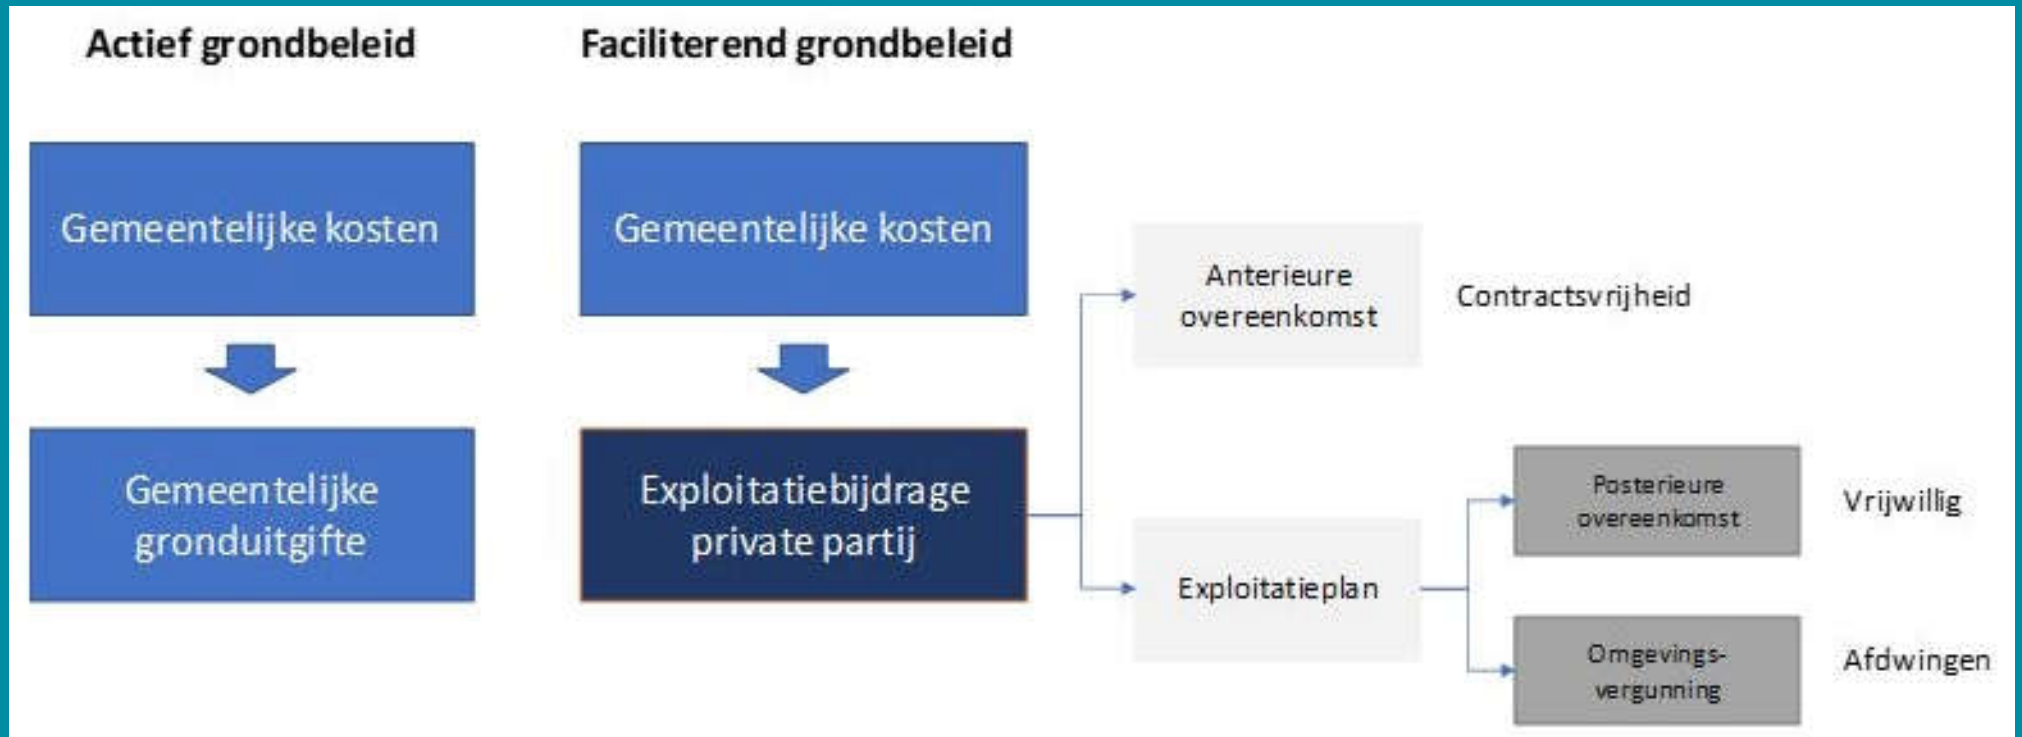 Actief grondbeleid
Faciliterend grondbeleid
Gemeentelijke kosten
Gemeentelijke kosten
Gemeentelijke
gronduitgifte
Exploitatiebijdrage
private partij
Anterieure
overeenkomst
Contractsvrijheid
Exploitatieplan
Posterieure
overeenkomst
Vrijwillig
Omgevings-
vergunning
Afdwingen